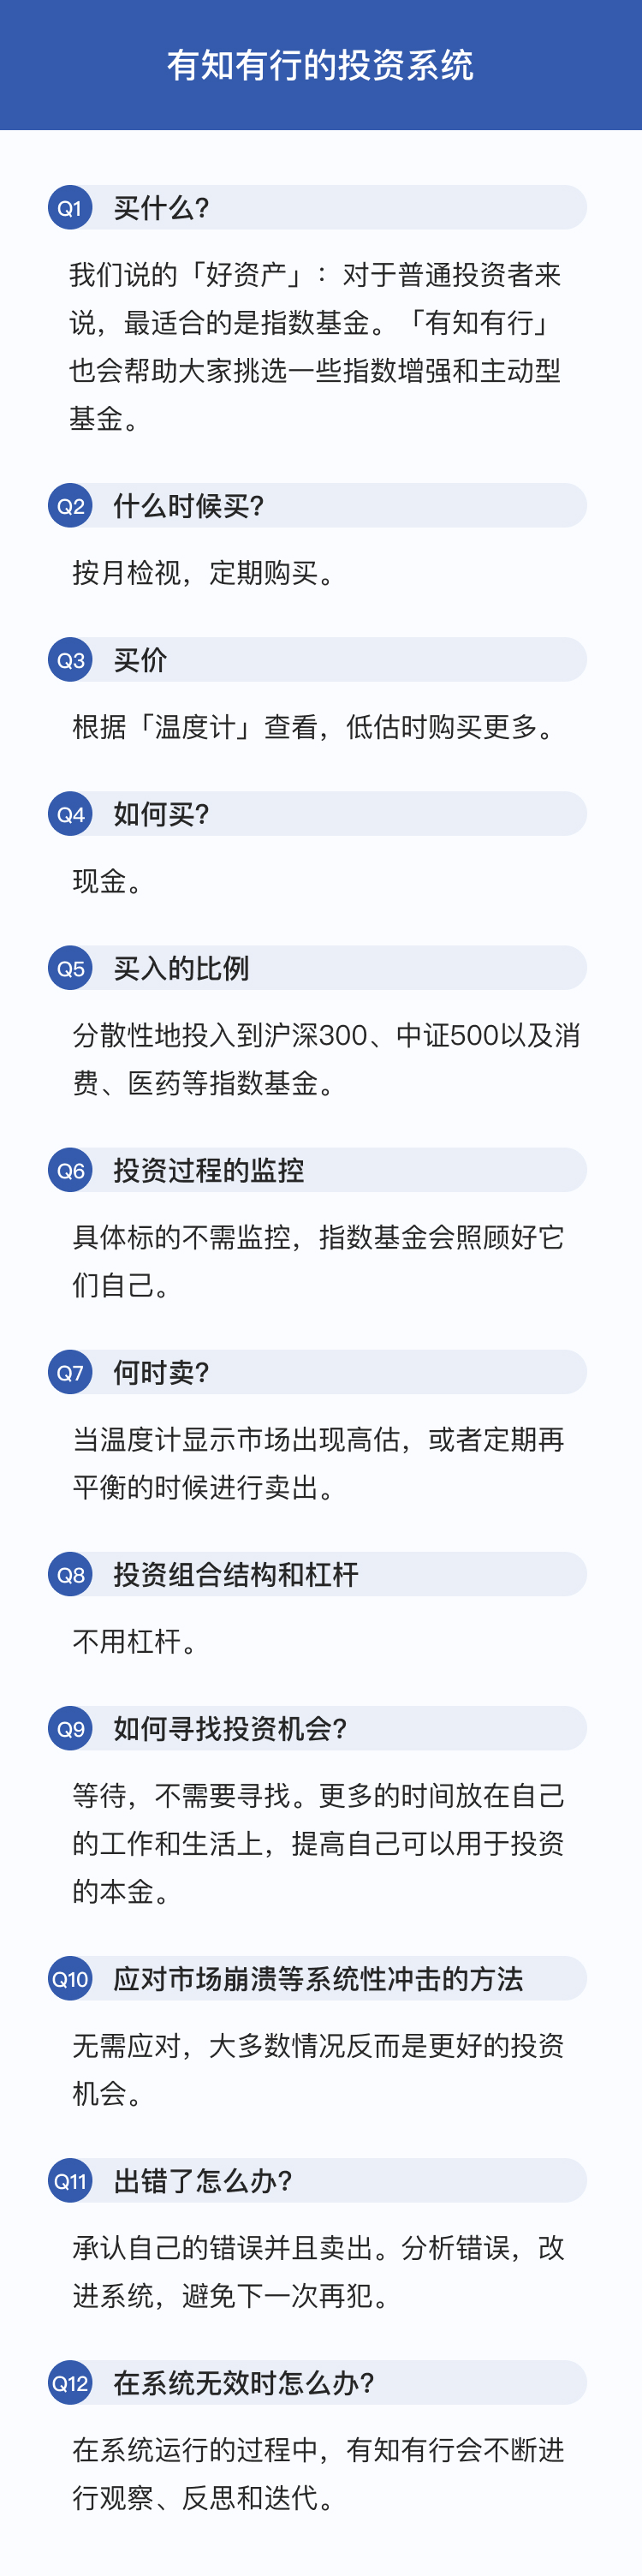 有知有行的投资系统
Q1 买什么?
我们说的「好资产」：对于普通投资者来
说，最适合的是指数基金。「有知有行」
也会帮助大家挑选一些指数增强和主动型
基金。
Q2 什么时候买?
按月检视，定期购买。
Q3 买价
根据「温度计」查看，低估时购买更多。
Q4 如何买?
现金。
Q5 买入的比例
分散性地投入到沪深300、中证500以及消
费、医药等指数基金。
Q6 投资过程的监控
具体标的不需监控，指数基金会照顾好它
们自己。
Q7 何时卖?
当温度计显示市场出现高估，或者定期再
平衡的时候进行卖出。
Q8 投资组合结构和杠杆
不用杠杆。
Q9 如何寻找投资机会?
等待，不需要寻找。更多的时间放在自己
的工作和生活上，提高自己可以用于投资
的本金。
Q10 应对市场崩溃等系统性冲击的方法
无需应对，大多数情况反而是更好的投资
机会。
Q11 出错了怎么办?
承认自己的错误并且卖出。分析错误，改
进系统，避免下一次再犯。
Q12 在系统无效时怎么办?
在系统运行的过程中，有知有行会不断进
行观察、反思和迭代。